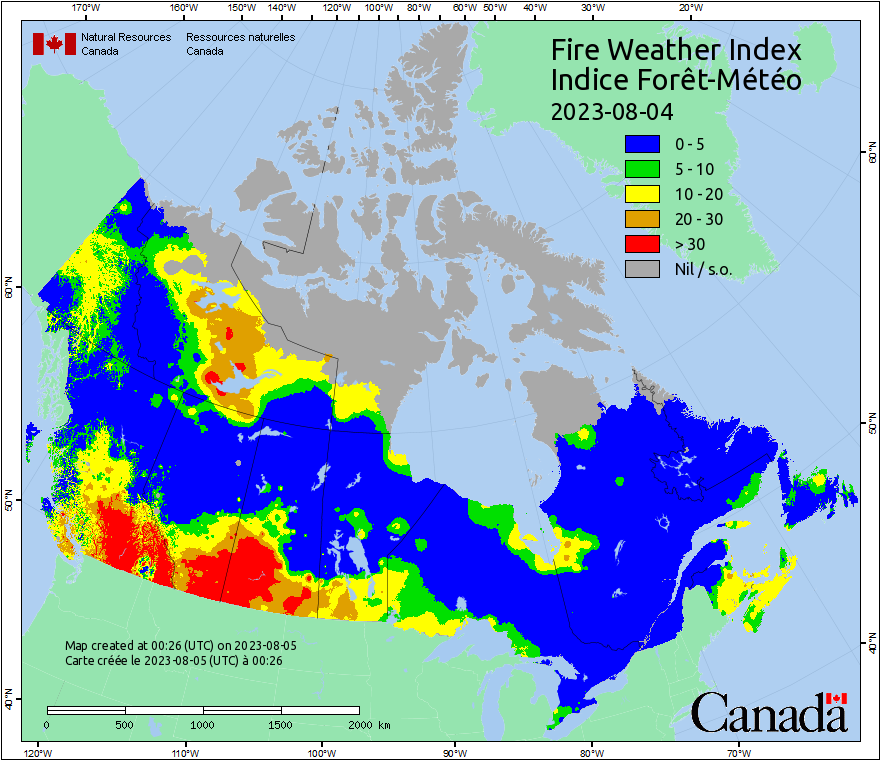 170°W 160°W 150°W 140°W 120°W 100°W 80°W 60°W 50°W 40°W 30°W 20°W
Natural Resources Canada
Ressources naturelles Canada
Fire Weather Index
Indice Forêt-Météo
2023-08-04
0 - 5
5 - 10
10 - 20
20 - 30
> 30
Nil / s.o.
60°N
50°N
40°N
60°N
50°N
40°N
Map created at 00:26 (UTC) on 2023-08-05
Carte créée le 2023-08-05 (UTC) à 00:26
0 500 1000 1500 2000 km
Canada
120°W 110°W 100°W 90°W 80°W 70°W